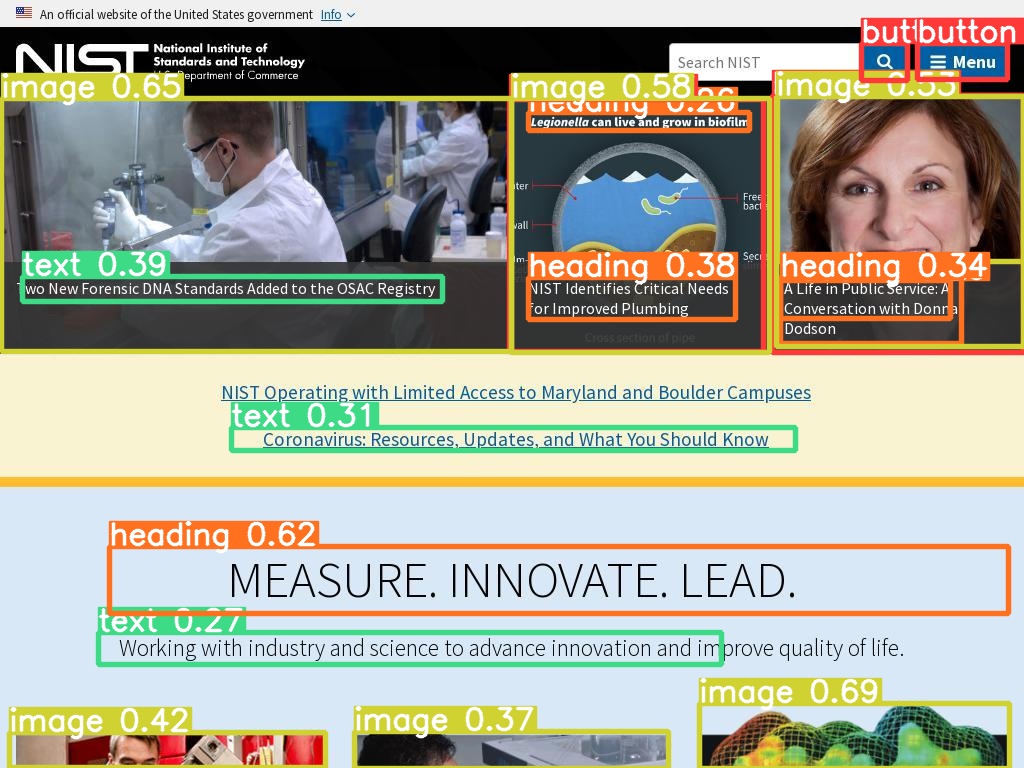 An official website of the United States government Info
NIST National Institute of
Standards and Technology
U.S. Department of Commerce
Search NIST
button
Menu
image 0.65
image 0.58
heading 0.26
image 0.53
Legionella can live and grow in biofilm
text 0.39
Two New Forensic DNA Standards Added to the OSAC Registry
heading 0.38
NIST Identifies Critical Needs
for Improved Plumbing
Cross section of pipe
heading 0.34
A Life in Public Service: A
Conversation with Donna
Dodson
NIST Operating with Limited Access to Maryland and Boulder Campuses
text 0.31
Coronavirus: Resources, Updates, and What You Should Know
heading 0.62
MEASURE. INNOVATE. LEAD.
text 0.27
Working with industry and science to advance innovation and improve quality of life.
image 0.42
image 0.37
image 0.69